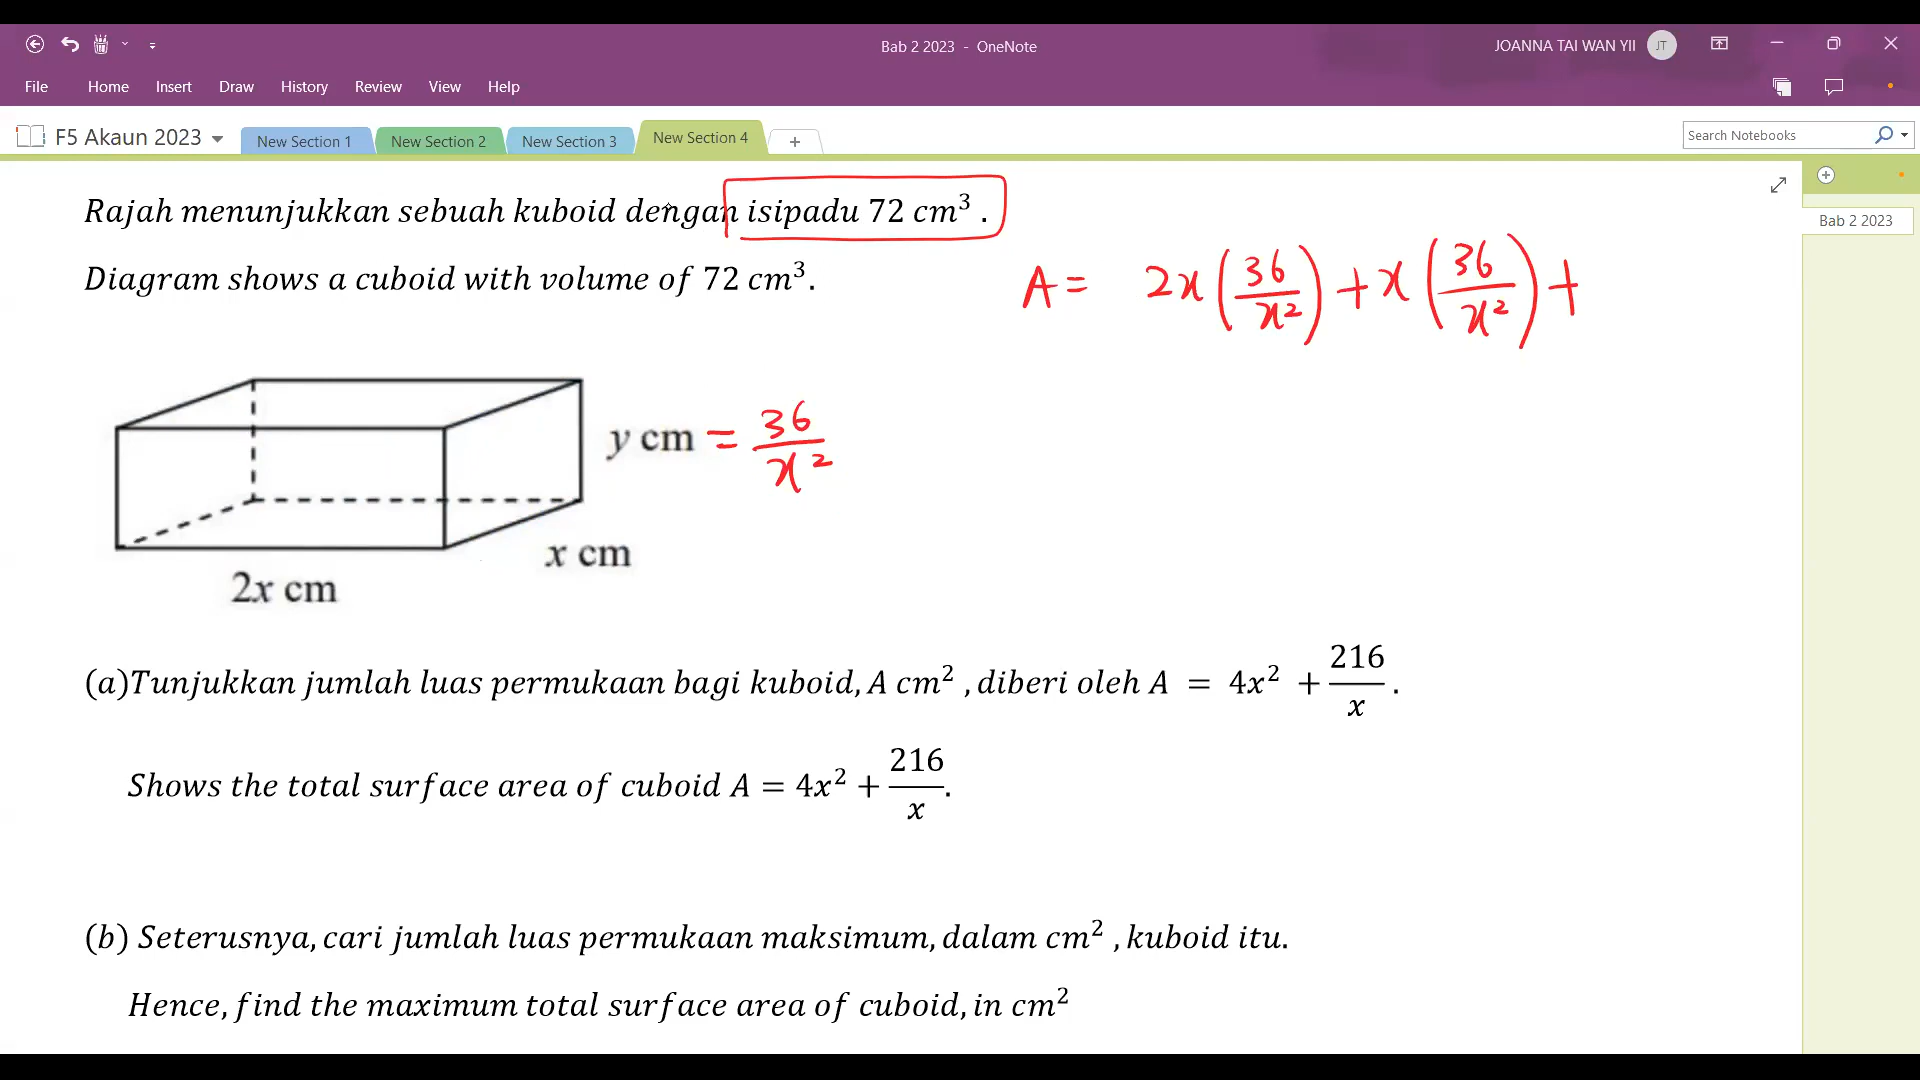 Bab 2 2023 - OneNote
JOANNA TAI WAN YII JT
File Home Insert Draw History Review View Help
F5 Akaun 2023 New Section 1 New Section 2 New Section 3 New Section 4 + Search Notebooks
Bab 2 2023
Rajah menunjukkan sebuah kuboid dengan isipadu 72 cm³ .
Diagram shows a cuboid with volume of 72 cm³.
A = 2x(36/x²) + x(36/x²) +
y cm = 36/x²
x cm
2x cm
(a)Tunjukkan jumlah luas permukaan bagi kuboid, A cm² , diberi oleh A = 4x² + 216/x .
Shows the total surface area of cuboid A = 4x² + 216/x.
(b) Seterusnya, cari jumlah luas permukaan maksimum, dalam cm² , kuboid itu.
Hence, find the maximum total surface area of cuboid, in cm²